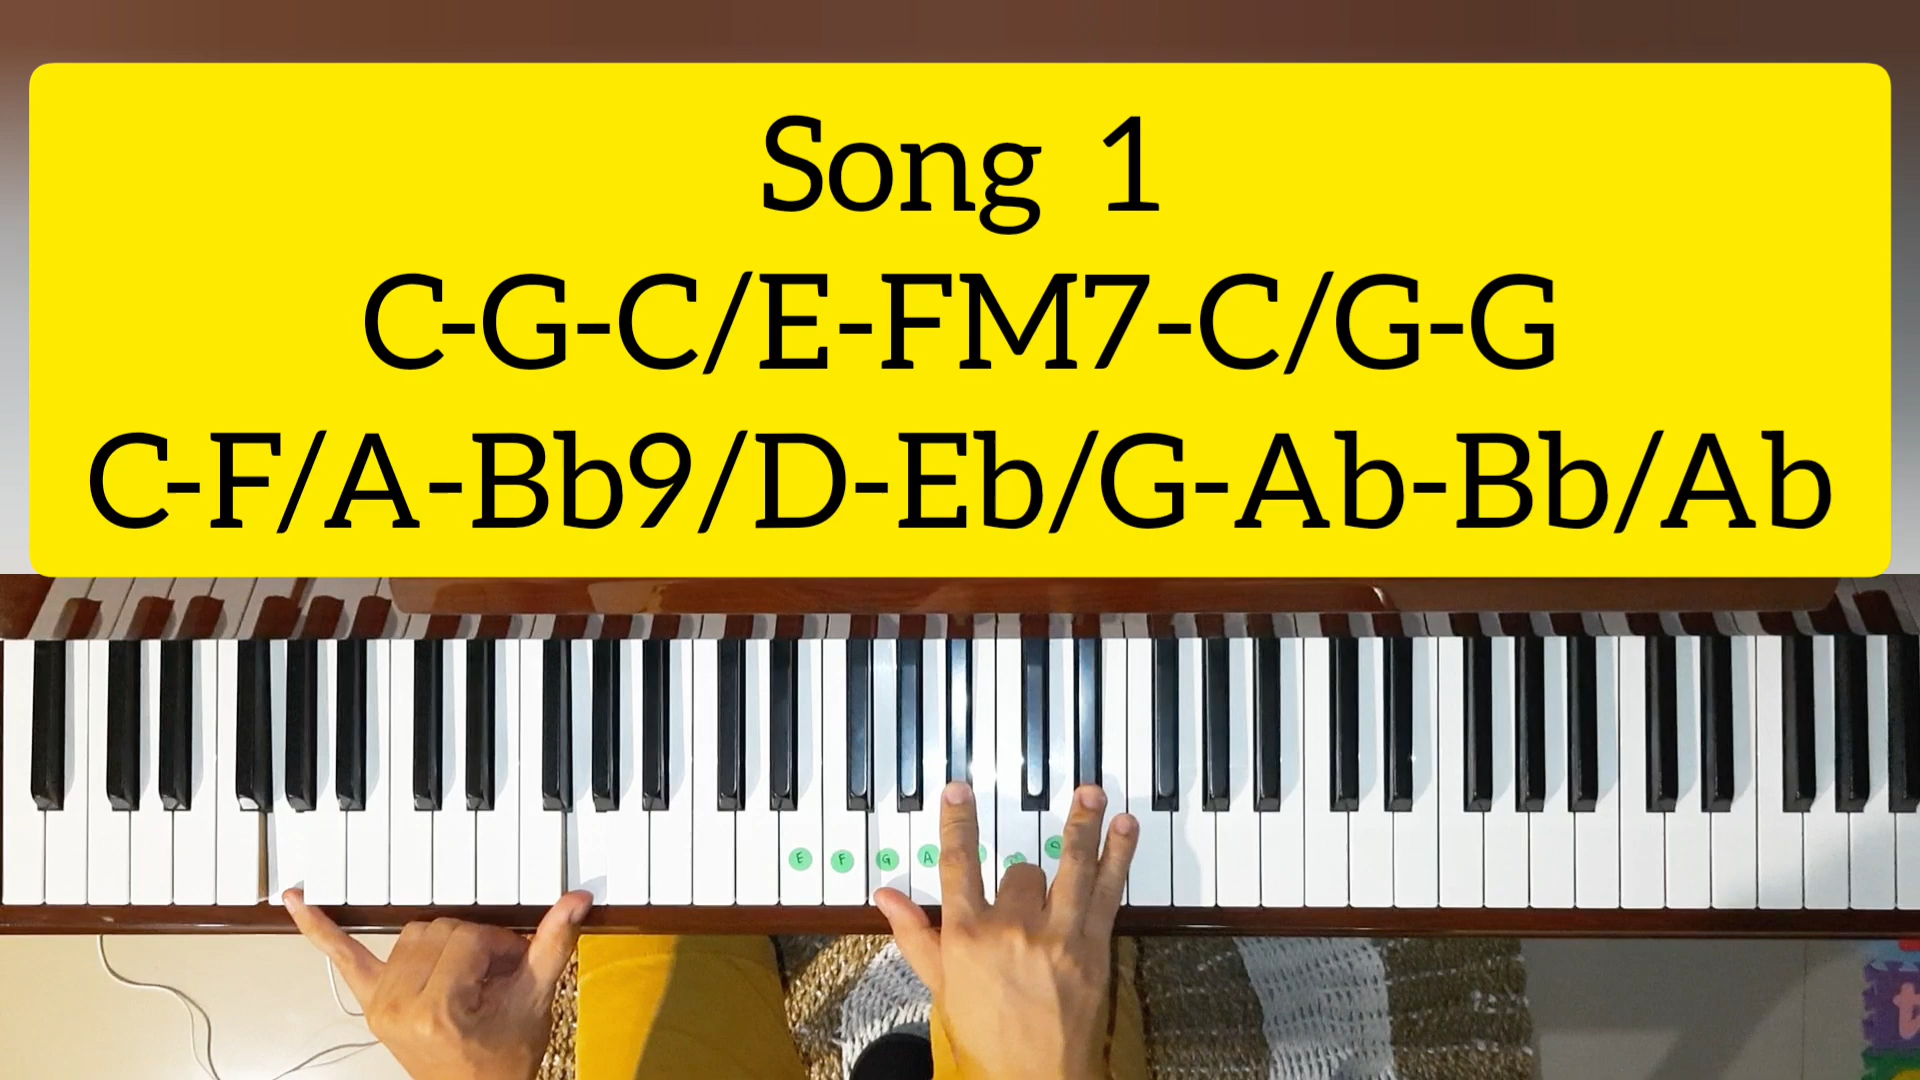 Song 1
C-G-C/E-FM7-C/G-G
C-F/A-Bb9/D-Eb/G-Ab-Bb/Ab
E F G A